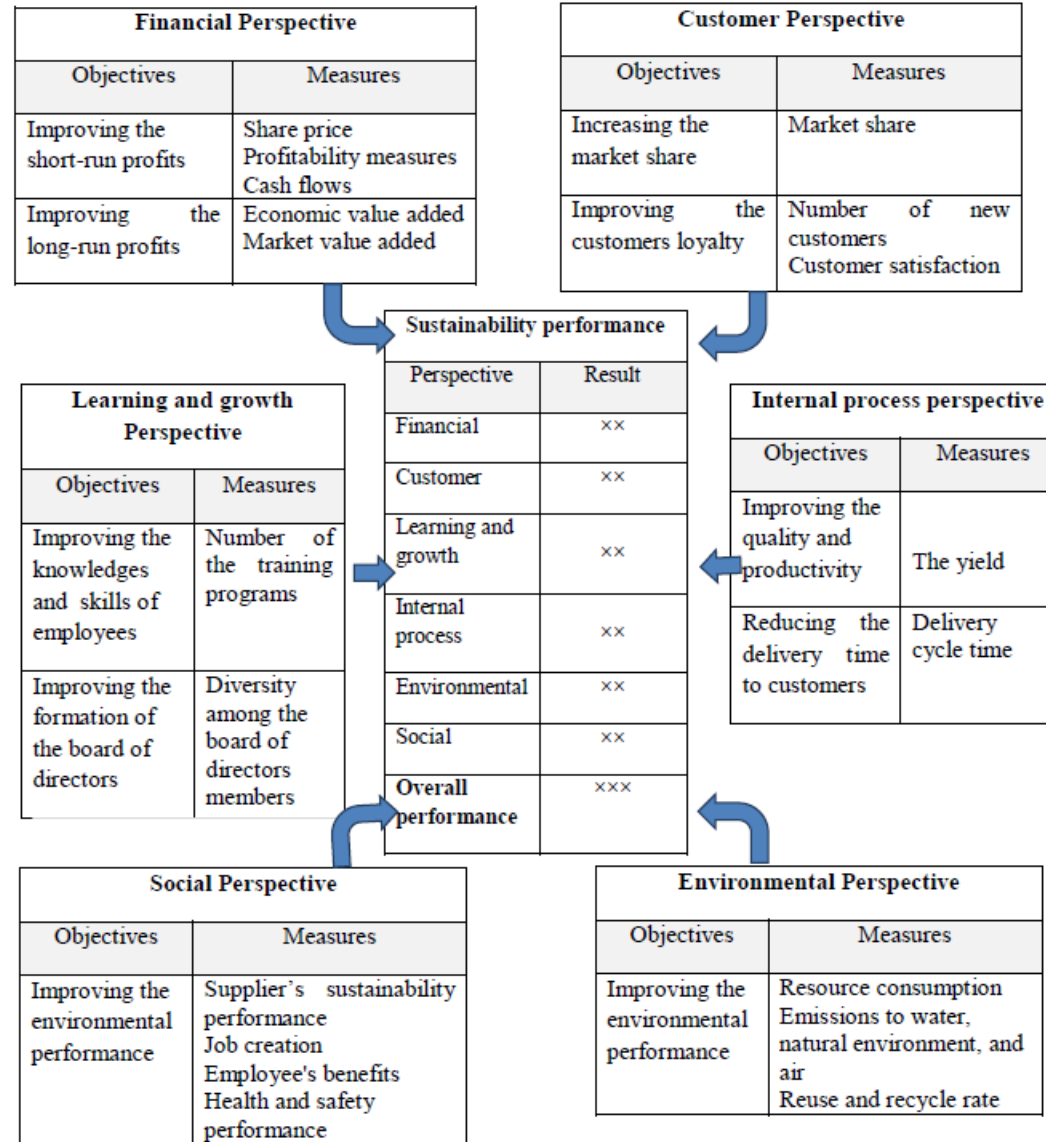 Financial Perspective
Objectives
Measures
Improving the
short-run profits
Share price
Profitability measures
Cash flows
Improving the
long-run profits
Economic value added
Market value added
Customer Perspective
Objectives
Measures
Increasing the
market share
Market share
Improving the
customers loyalty
Number of new
customers
Customer satisfaction
Learning and growth
Perspective
Objectives
Measures
Improving the
knowledges
and skills of
employees
Number of
the training
programs
Improving the
formation of
the board of
directors
Diversity
among the
board of
directors
members
Sustainability performance
Perspective
Result
Financial
××
Customer
××
Learning and
growth
××
Internal
process
××
Environmental
××
Social
××
Overall
performance
×××
Internal process perspective
Objectives
Measures
Improving the
quality and
productivity
The yield
Reducing the
delivery time
to customers
Delivery
cycle time
Social Perspective
Objectives
Measures
Improving the
environmental
performance
Supplier’s sustainability
performance
Job creation
Employee's benefits
Health and safety
performance
Environmental Perspective
Objectives
Measures
Improving the
environmental
performance
Resource consumption
Emissions to water,
natural environment, and
air
Reuse and recycle rate